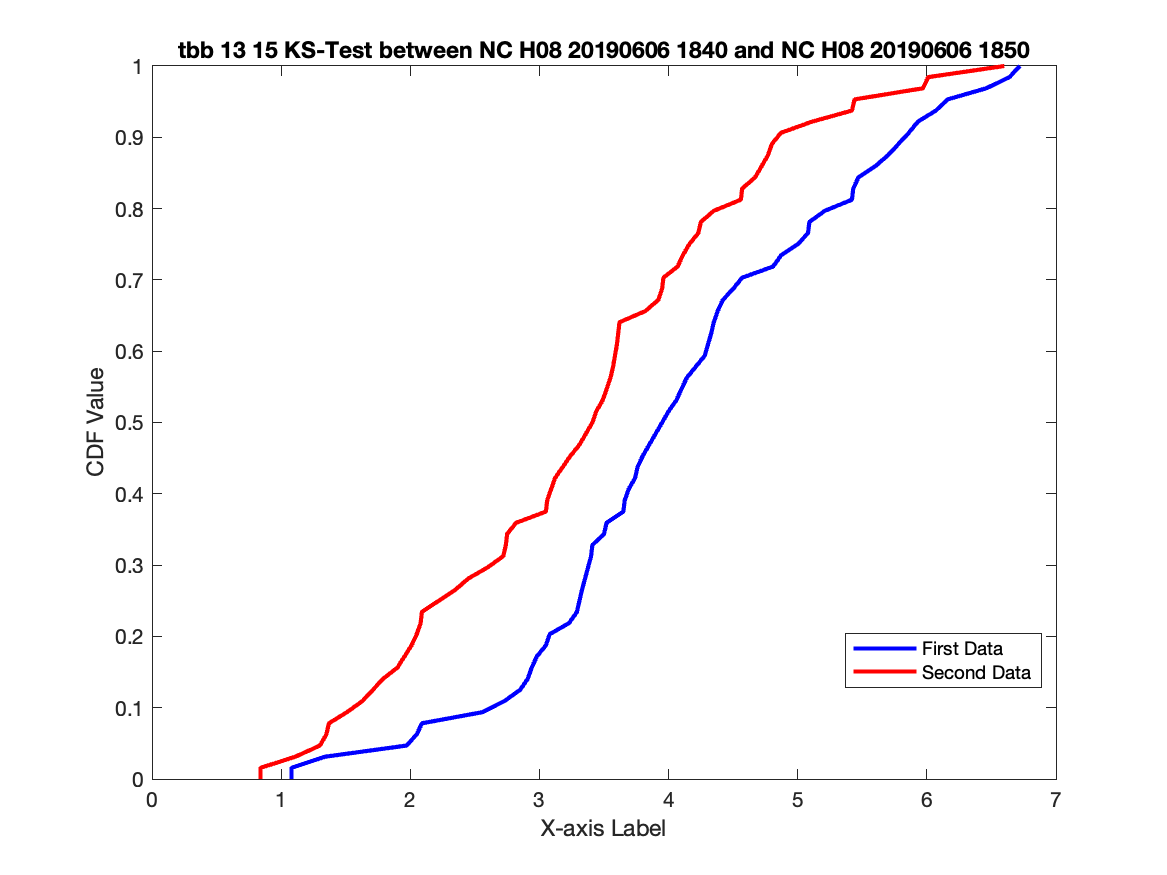 tbb 13 15 KS-Test between NC H08 20190606 1840 and NC H08 20190606 1850
1
0.9
0.8
0.7
0.6
0.5
0.4
0.3
0.2
0.1
0
CDF Value
First Data
Second Data
0 1 2 3 4 5 6 7
X-axis Label